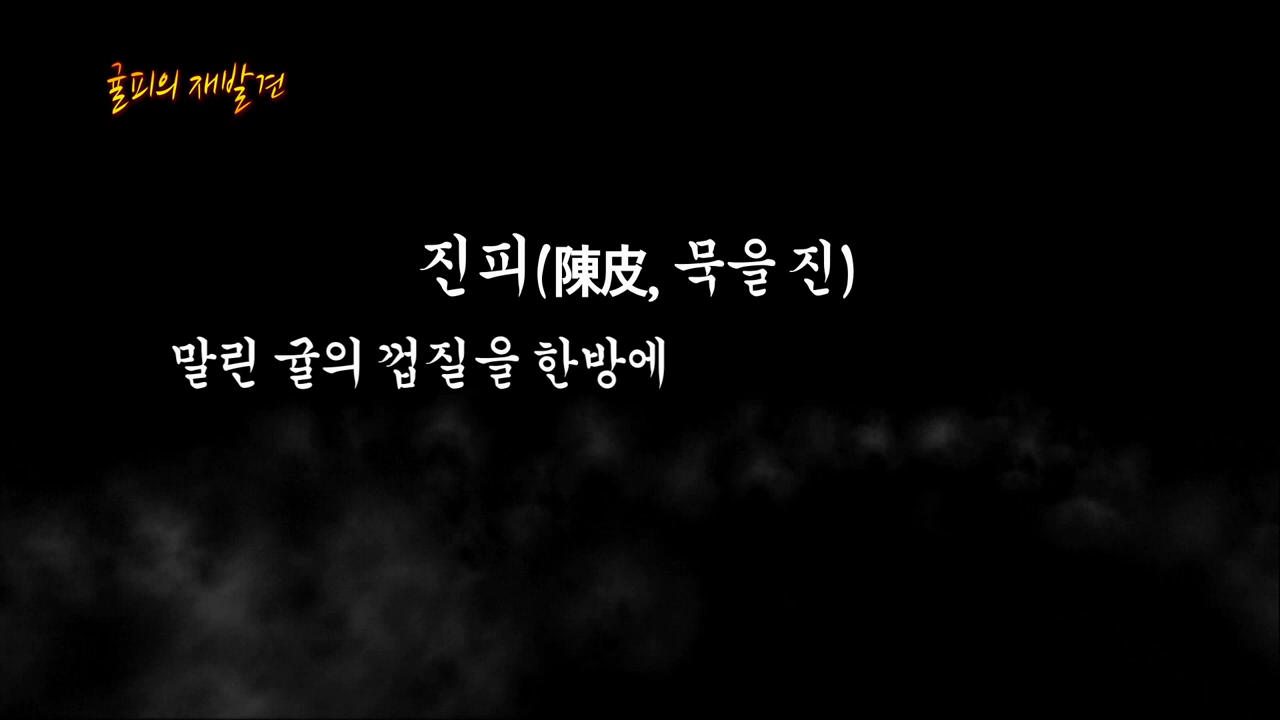 귤피의 재발견
진피(陳皮, 묵을 진)
말린 귤의 껍질을 한방에